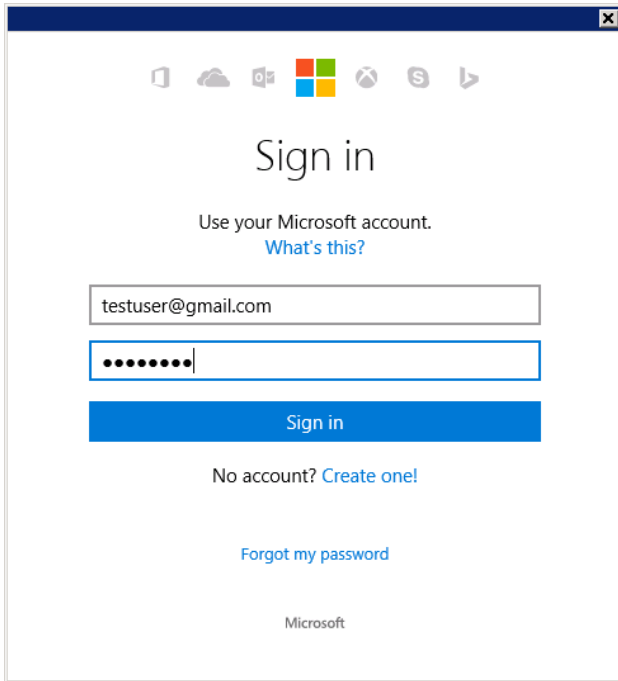 Sign in
Use your Microsoft account.
What's this?
testuser@gmail.com
●●●●●●●●
Sign in
No account? Create one!
Forgot my password
Microsoft